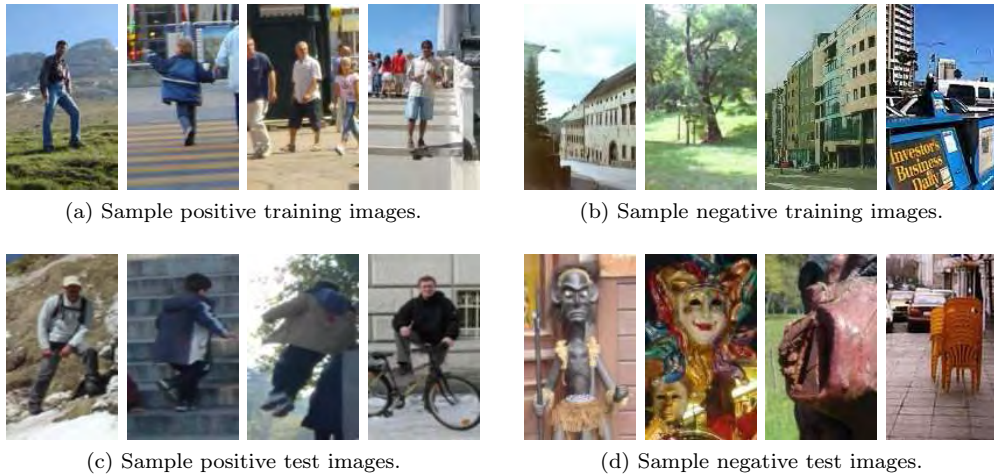 Investor's
Business
Daily
(a) Sample positive training images.
(b) Sample negative training images.
(c) Sample positive test images.
(d) Sample negative test images.